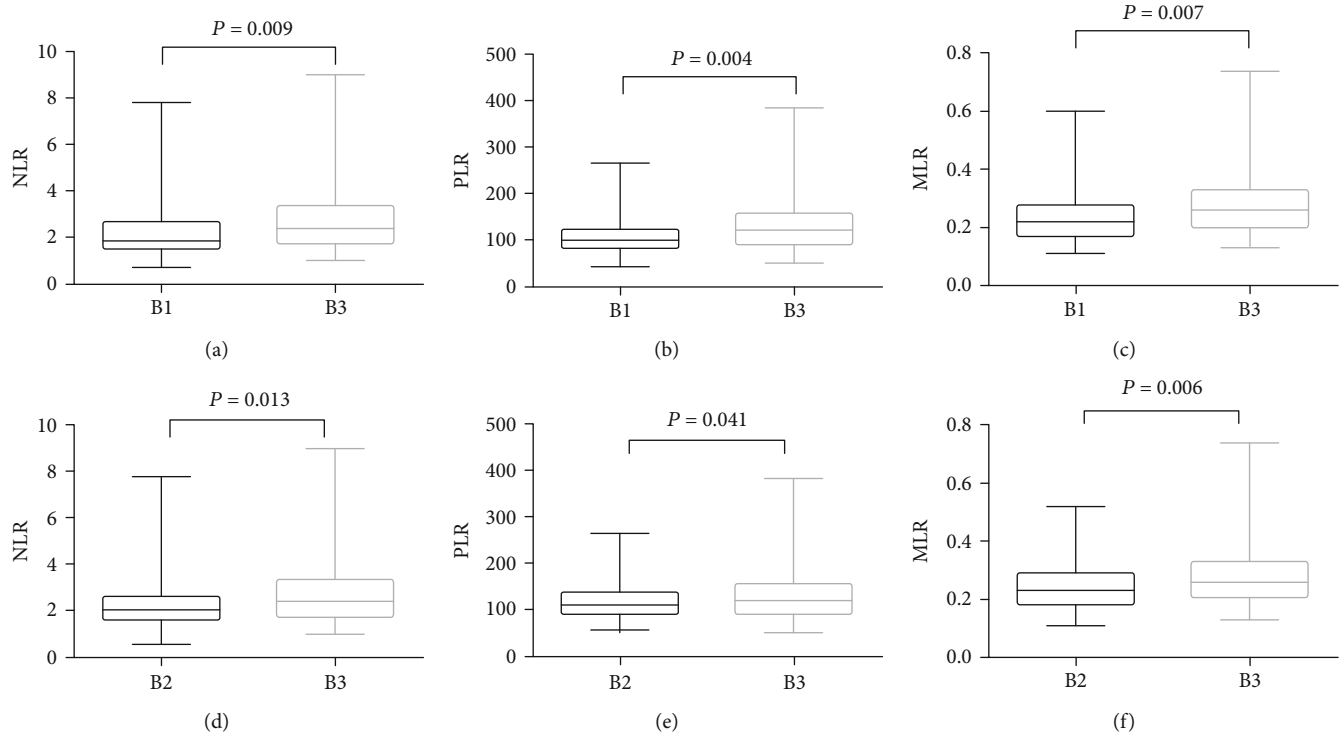 P = 0.009
10
8
6
4
2
0
NLR
B1
B3
(a)
P = 0.004
500
400
300
200
100
0
PLR
B1
B3
(b)
P = 0.007
0.8
0.6
0.4
0.2
0.0
MLR
B1
B3
(c)
P = 0.013
10
8
6
4
2
0
NLR
B2
B3
(d)
P = 0.041
500
400
300
200
100
0
PLR
B2
B3
(e)
P = 0.006
0.8
0.6
0.4
0.2
0.0
MLR
B2
B3
(f)